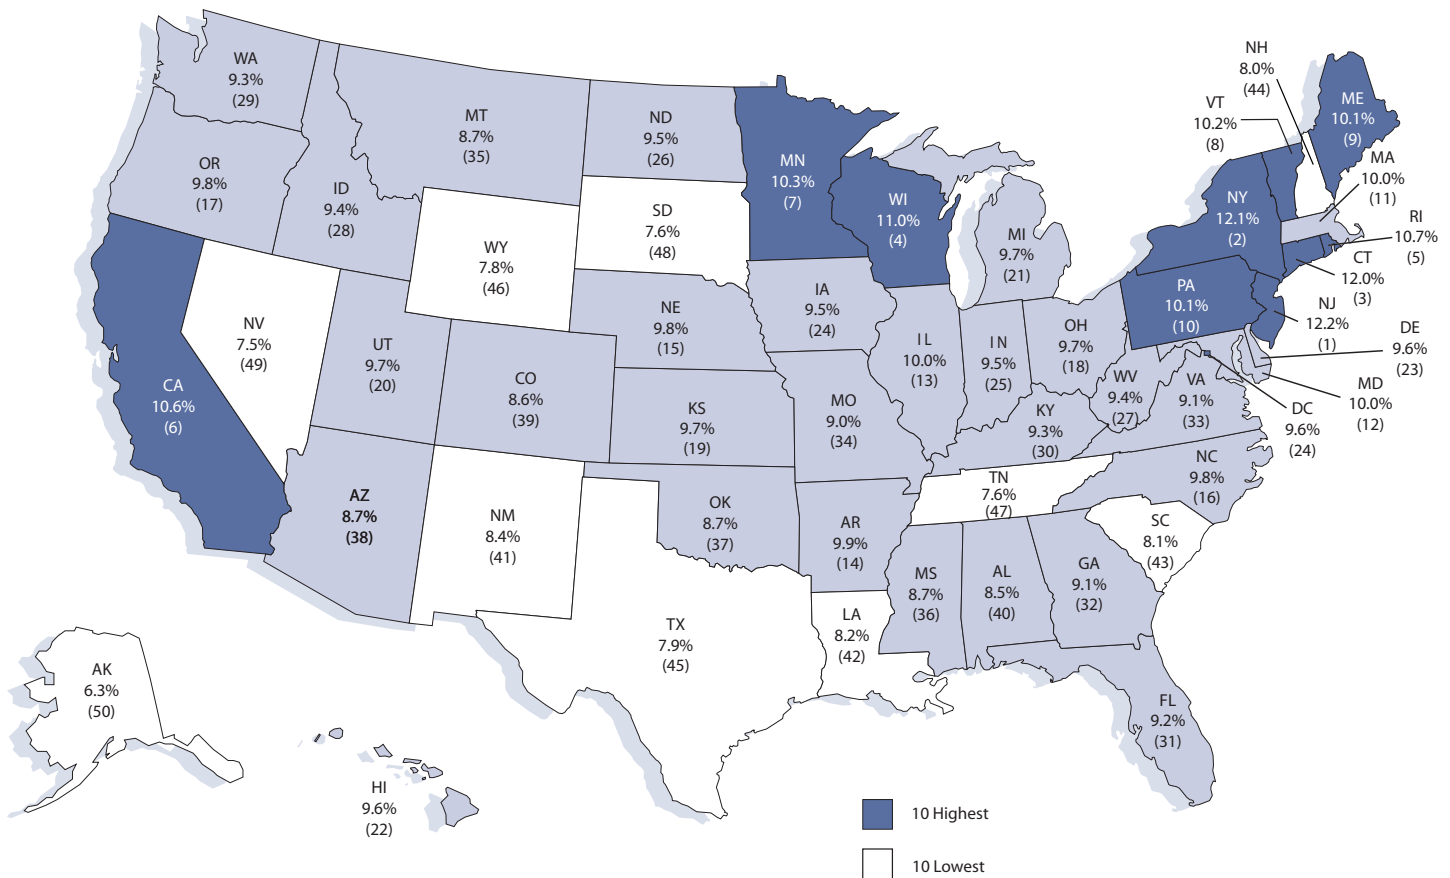 WA
9.3%
(29)
OR
9.8%
(17)
CA
10.6%
(6)
NV
7.5%
(49)
ID
9.4%
(28)
MT
8.7%
(35)
WY
7.8%
(46)
UT
9.7%
(20)
CO
8.6%
(39)
AZ
8.7%
(38)
NM
8.4%
(41)
ND
9.5%
(26)
SD
7.6%
(48)
NE
9.8%
(15)
KS
9.7%
(19)
OK
8.7%
(37)
TX
7.9%
(45)
MN
10.3%
(7)
IA
9.5%
(24)
MO
9.0%
(34)
AR
9.9%
(14)
LA
8.2%
(42)
WI
11.0%
(4)
IL
10.0%
(13)
MI
9.7%
(21)
IN
9.5%
(25)
OH
9.7%
(18)
KY
9.3%
(30)
TN
7.6%
(47)
MS
8.7%
(36)
AL
8.5%
(40)
GA
9.1%
(32)
FL
9.2%
(31)
SC
8.1%
(43)
NC
9.8%
(16)
VA
9.1%
(33)
WV
9.4%
(27)
PA
10.1%
(10)
NY
12.1%
(2)
VT
10.2%
(8)
NH
8.0%
(44)
ME
10.1%
(9)
MA
10.0%
(11)
RI
10.7%
(5)
CT
12.0%
(3)
NJ
12.2%
(1)
DE
9.6%
(23)
MD
10.0%
(12)
DC
9.6%
(24)
AK
6.3%
(50)
HI
9.6%
(22)
10 Highest
10 Lowest